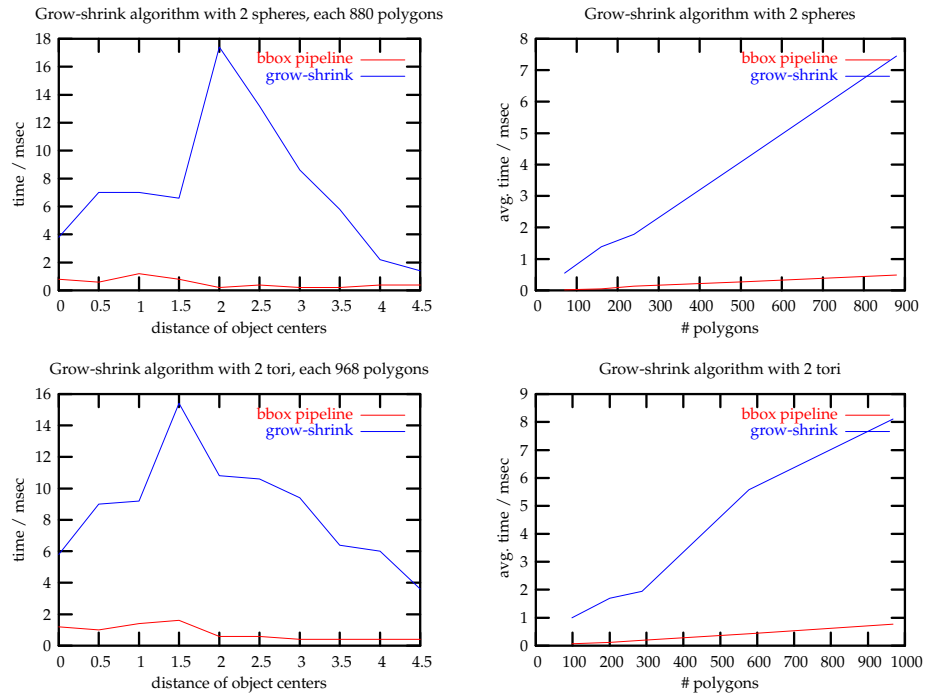 Grow-shrink algorithm with 2 spheres, each 880 polygons
18
16
14
12
10
8
6
4
2
0
time / msec
bbox pipeline
grow-shrink
0 0.5 1 1.5 2 2.5 3 3.5 4 4.5
distance of object centers
Grow-shrink algorithm with 2 spheres
8
7
6
5
4
3
2
1
0
avg. time / msec
bbox pipeline
grow-shrink
0 100 200 300 400 500 600 700 800 900
# polygons
Grow-shrink algorithm with 2 tori, each 968 polygons
16
14
12
10
8
6
4
2
0
time / msec
bbox pipeline
grow-shrink
0 0.5 1 1.5 2 2.5 3 3.5 4 4.5
distance of object centers
Grow-shrink algorithm with 2 tori
9
8
7
6
5
4
3
2
1
0
avg. time / msec
bbox pipeline
grow-shrink
0 100 200 300 400 500 600 700 800 900 1000
# polygons